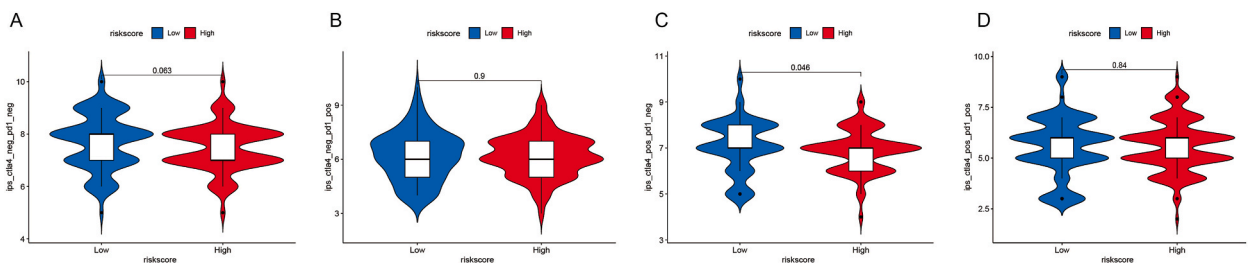 A
riskscore Low High
ips_ctla4_neg_pd1_neg
10
8
6
4
0.063
Low High
riskscore
B
riskscore Low High
ips_ctla4_neg_pd1_pos
9
6
3
0.9
Low High
riskscore
C
riskscore Low High
ips_ctla4_pos_pd1_neg
11
9
7
5
3
0.046
Low High
riskscore
D
riskscore Low High
ips_ctla4_pos_pd1_pos
10.0
7.5
5.0
2.5
0.84
Low High
riskscore